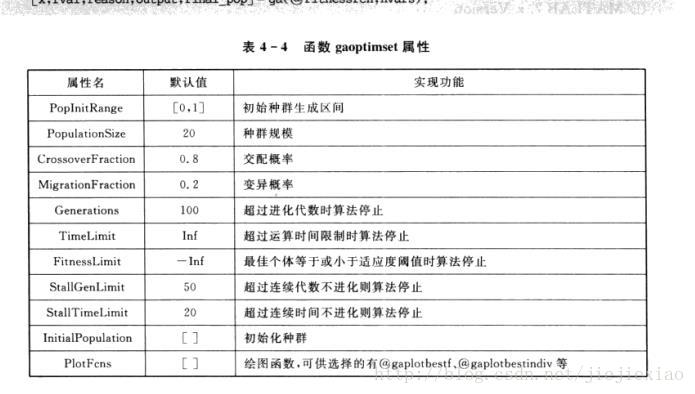 [x,fval,reason,output,final_pop]=ga(@fitnessfcn,nvars);
表 4-4 函数 gaoptimset 属性
属性名 默认值 实现功能
PopInitRange [0,1] 初始种群生成区间
PopulationSize 20 种群规模
CrossoverFraction 0.8 交配概率
MigrationFraction 0.2 变异概率
Generations 100 超过进化代数时算法停止
TimeLimit Inf 超过运算时间限制时算法停止
FitnessLimit -Inf 最佳个体等于或小于适应度阈值时算法停止
StallGenLimit 50 超过连续代数不进化则算法停止
StallTimeLimit 20 超过连续时间不进化则算法停止
InitialPopulation [ ] 初始化种群
PlotFcns [ ] 绘图函数,可供选择的有@gaplotbestf、@gaplotbestindiv 等
http://blog.csdn.net/jiejiexiao